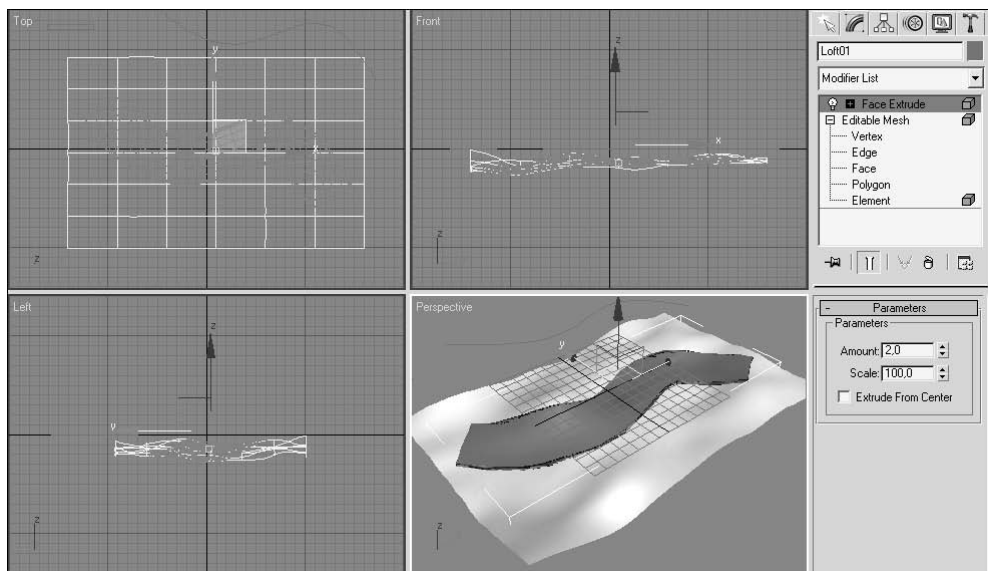 Top
y
x
z
Front
z
x
z
Left
z
y
z
Perspective
y
z
Loft01
Modifier List
Face Extrude
Editable Mesh
Vertex
Edge
Face
Polygon
Element
- Parameters
Parameters
Amount: 2,0
Scale: 100,0
Extrude From Center